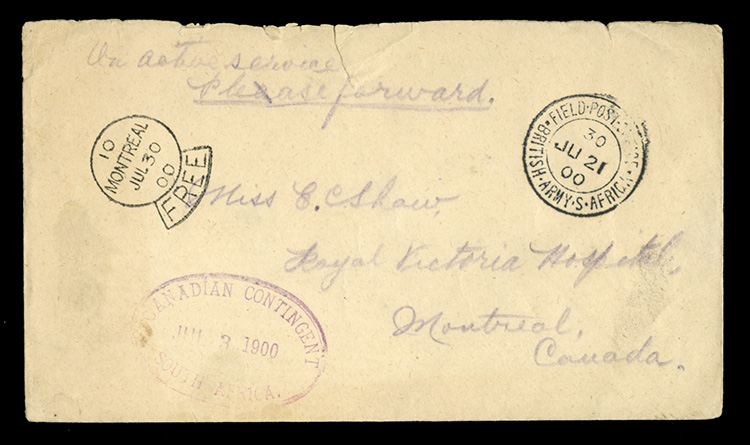 On active service
Please forward.
10
MONTREAL
JUL 30
00
FREE
BRITISH·ARMY·S·AFRICA
FIELD·POST
30
JU 21
00
Miss E. C Shaw,
Royal Victoria Hospital,
Montreal,
Canada.
CANADIAN CONTINGENT
JUL 3 1900
SOUTH AFRICA.